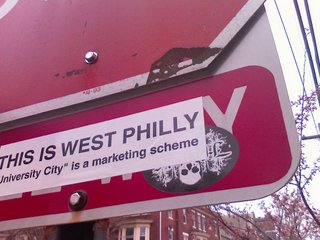 THIS IS WEST PHILLY
University City" is a marketing scheme
Y